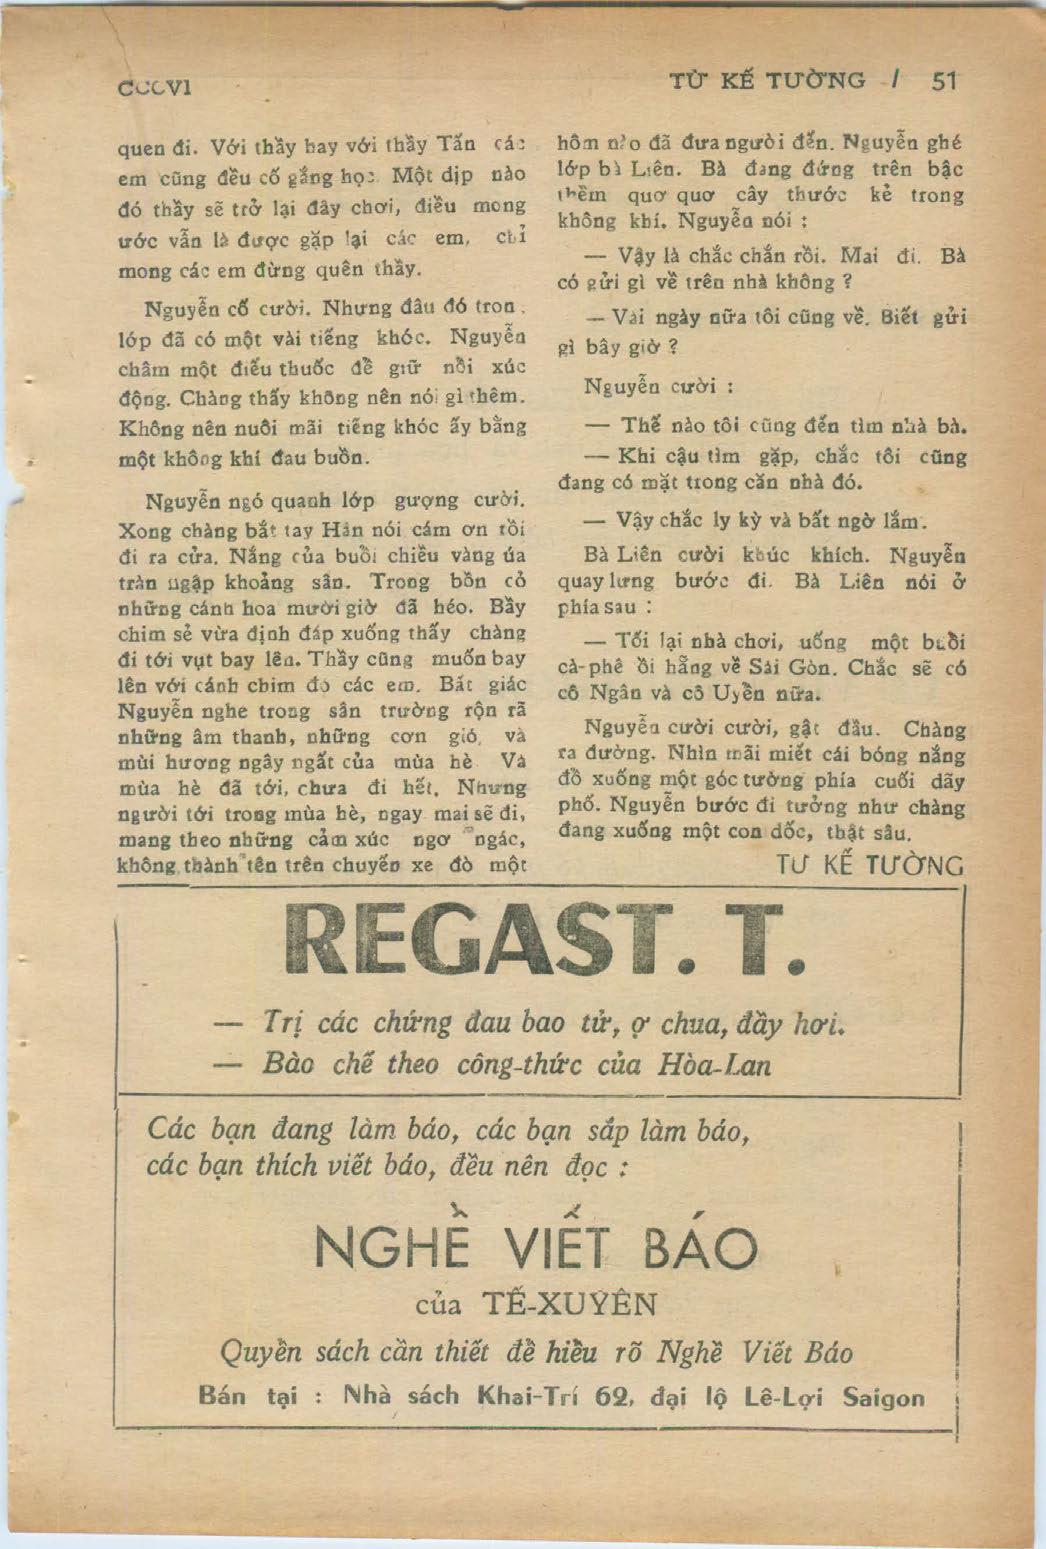 CCCVI
TỪ KẾ TƯỜNG / 51
quen đi. Với thầy hay với thầy Tấn các
em cũng đều cố gắng học. Một dịp nào
đó thầy sẽ trở lại đây chơi, điều mong
ước vẫn là được gặp lại các em, chỉ
mong các em đừng quên thầy.
Nguyễn cố cười. Nhưng đâu đó tron.
lớp đã có một vài tiếng khóc. Nguyễn
châm một điếu thuốc để giữ nỗi xúc
động. Chàng thấy không nên nói gì thêm.
Không nên nuôi mãi tiếng khóc ấy bằng
một không khí đau buồn.
Nguyễn ngó quanh lớp gượng cười.
Xong chàng bắt tay Hân nói cám ơn rồi
đi ra cửa. Nắng của buổi chiều vàng úa
tràn ngập khoảng sân. Trong bồn cỏ
những cánh hoa mười giờ đã héo. Bầy
chim sẻ vừa định đáp xuống thấy chàng
đi tới vụt bay lên. Thầy cũng muốn bay
lên với cánh chim đó các em. Bất giác
Nguyễn nghe trong sân trường rộn rã
những âm thanh, những cơn gió, và
mùi hương ngây ngất của mùa hè Và
mùa hè đã tới, chưa đi hết. Nhưng
người tới trong mùa hè, ngay mai sẽ đi,
mang theo những cảm xúc ngơ ngác,
không thành tên trên chuyến xe đò một
hôm nào đã đưa người đến. Nguyễn ghé
lớp bà Liên. Bà đang đứng trên bậc
thềm quơ quơ cây thước kẻ trong
không khí. Nguyễn nói :
— Vậy là chắc chắn rồi. Mai đi. Bà
có gửi gì về trên nhà không ?
— Vài ngày nữa tôi cũng về. Biết gửi
gì bây giờ ?
Nguyễn cười :
— Thế nào tôi cũng đến tìm nhà bà.
— Khi cậu tìm gặp, chắc tôi cũng
đang có mặt trong căn nhà đó.
— Vậy chắc ly kỳ và bất ngờ lắm.
Bà Liên cười khúc khích. Nguyễn
quay lưng bước đi. Bà Liên nói ở
phía sau :
— Tối lại nhà chơi, uống một buổi
cà-phê ồi hẵng về Sài Gòn. Chắc sẽ có
cô Ngân và cô Uyển nữa.
Nguyễn cười cười, gật đầu. Chàng
ra đường. Nhìn mãi miết cái bóng nắng
đổ xuống một góc tường phía cuối dãy
phố. Nguyễn bước đi tưởng như chàng
đang xuống một con dốc, thật sâu.
TƯ KẾ TƯỜNG
REGAST. T.
— Trị các chứng đau bao tử, ợ chua, đầy hơi.
— Bào chế theo công-thức của Hòa-Lan
Các bạn đang làm báo, các bạn sắp làm báo,
các bạn thích viết báo, đều nên đọc :
NGHỀ VIẾT BÁO
của TẾ-XUYÊN
Quyển sách cần thiết để hiểu rõ Nghề Viết Báo
Bán tại : Nhà sách Khai-Trí 62, đại lộ Lê-Lợi Saigon